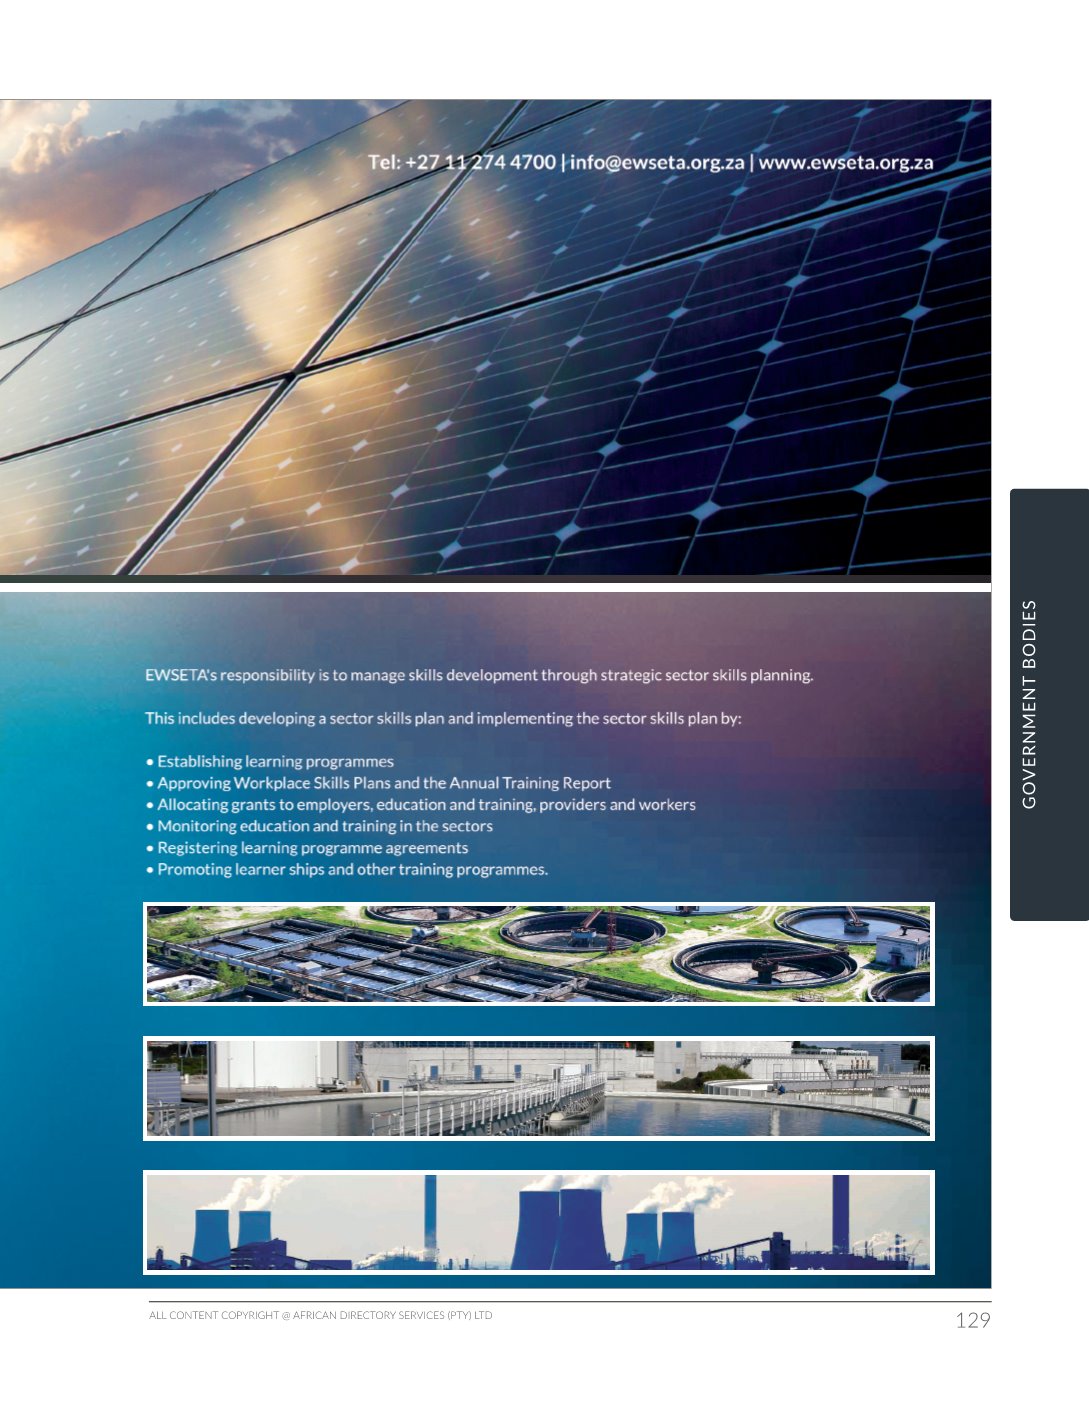 Tel: +27 11 274 4700 | info@ewseta.org.za | www.ewseta.org.za
EWSETA's responsibility is to manage skills development through strategic sector skills planning.
This includes developing a sector skills plan and implementing the sector skills plan by:
• Establishing learning programmes
• Approving Workplace Skills Plans and the Annual Training Report
• Allocating grants to employers, education and training, providers and workers
• Monitoring education and training in the sectors
• Registering learning programme agreements
• Promoting learner ships and other training programmes.
GOVERNMENT BODIES
ALL CONTENT COPYRIGHT @ AFRICAN DIRECTORY SERVICES (PTY) LTD
129